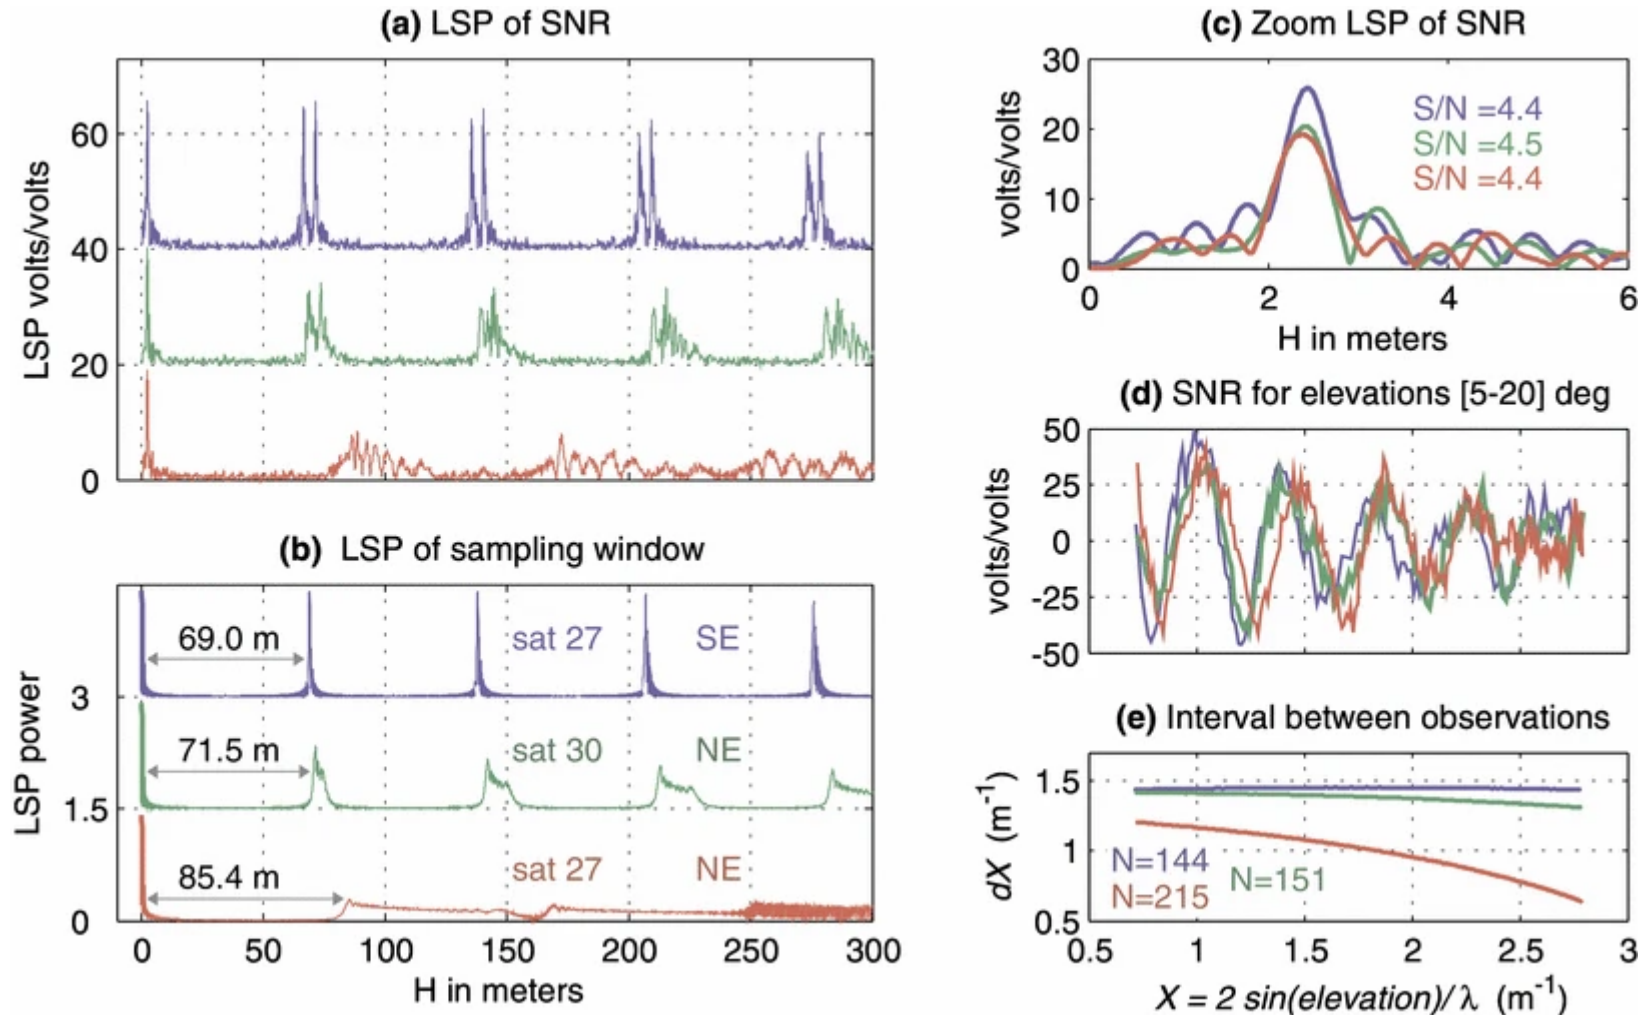 (a) LSP of SNR
LSP volts/volts
60
40
20
0
(b) LSP of sampling window
LSP power
3
1.5
0
69.0 m
sat 27
SE
71.5 m
sat 30
NE
85.4 m
sat 27
NE
0 50 100 150 200 250 300
H in meters
(c) Zoom LSP of SNR
volts/volts
30
20
10
0
S/N =4.4
S/N =4.5
S/N =4.4
0 2 4 6
H in meters
(d) SNR for elevations [5-20] deg
volts/volts
50
25
0
-25
-50
(e) Interval between observations
dX (m⁻¹)
1.5
1
0.5
N=144
N=215
N=151
0.5 1 1.5 2 2.5 3
X = 2 sin(elevation)/ λ (m⁻¹)